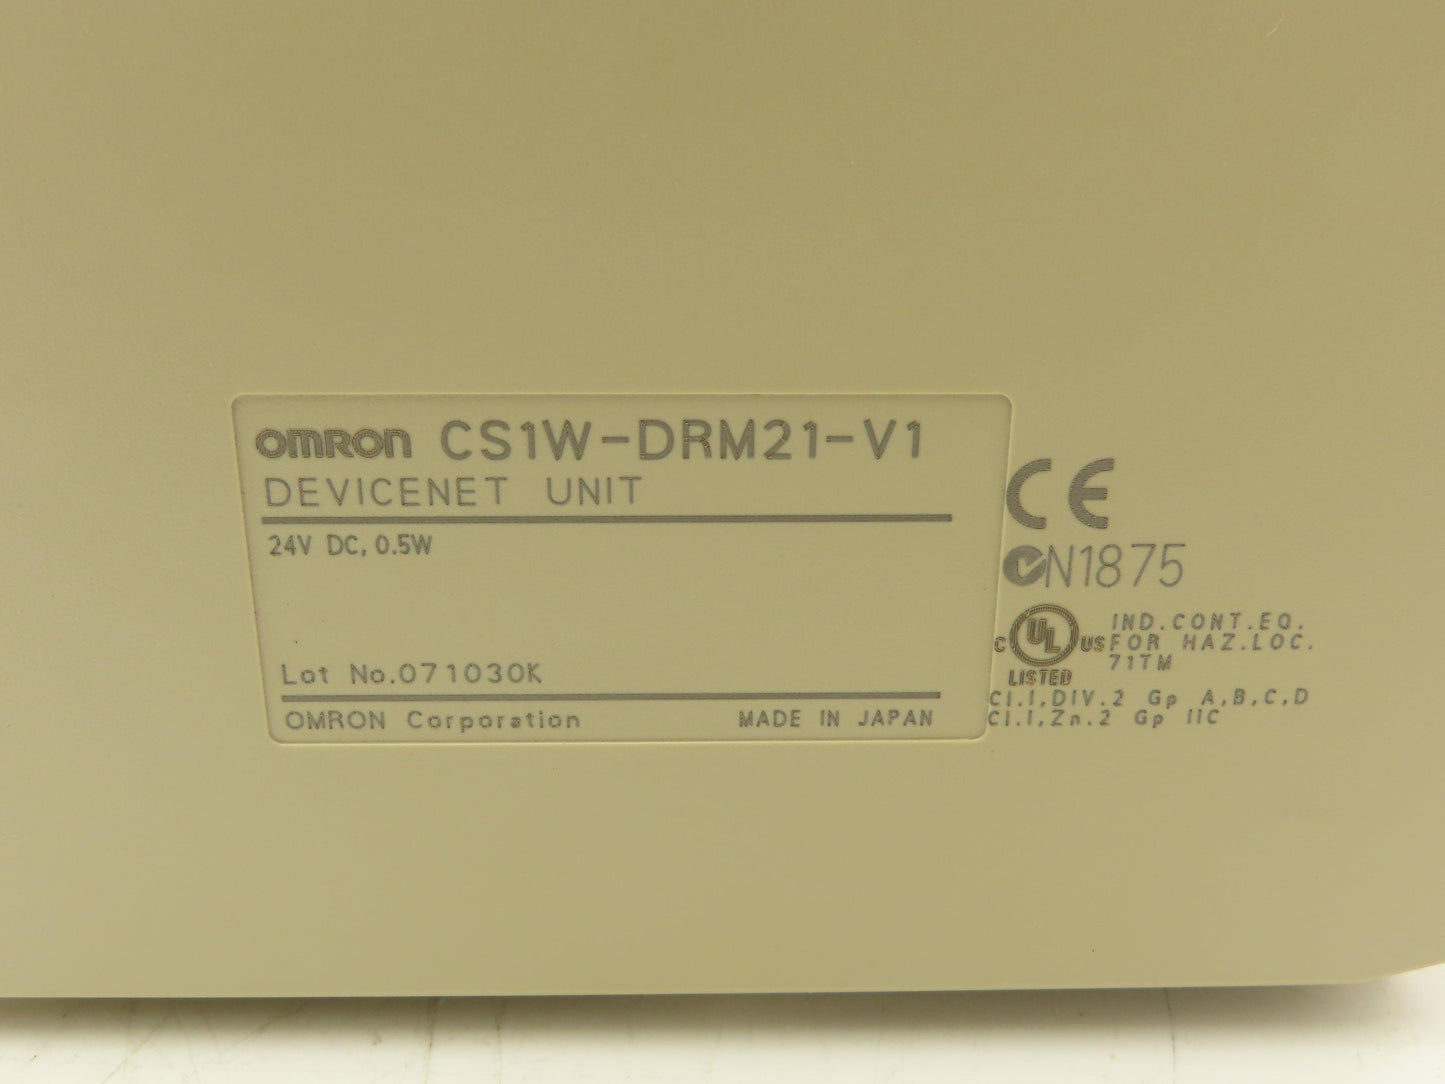 OMRON CS1W-DRM21-V1
DEVICENET UNIT
24V DC, 0.5W
Lot No.071030K
OMRON Corporation MADE IN JAPAN
CE
N1875
C UL US
LISTED
IND.CONT.EQ.
FOR HAZ.LOC.
71TM
Cl.I,DIV.2 Gp A,B,C,D
Cl.I,Zn.2 Gp IIC